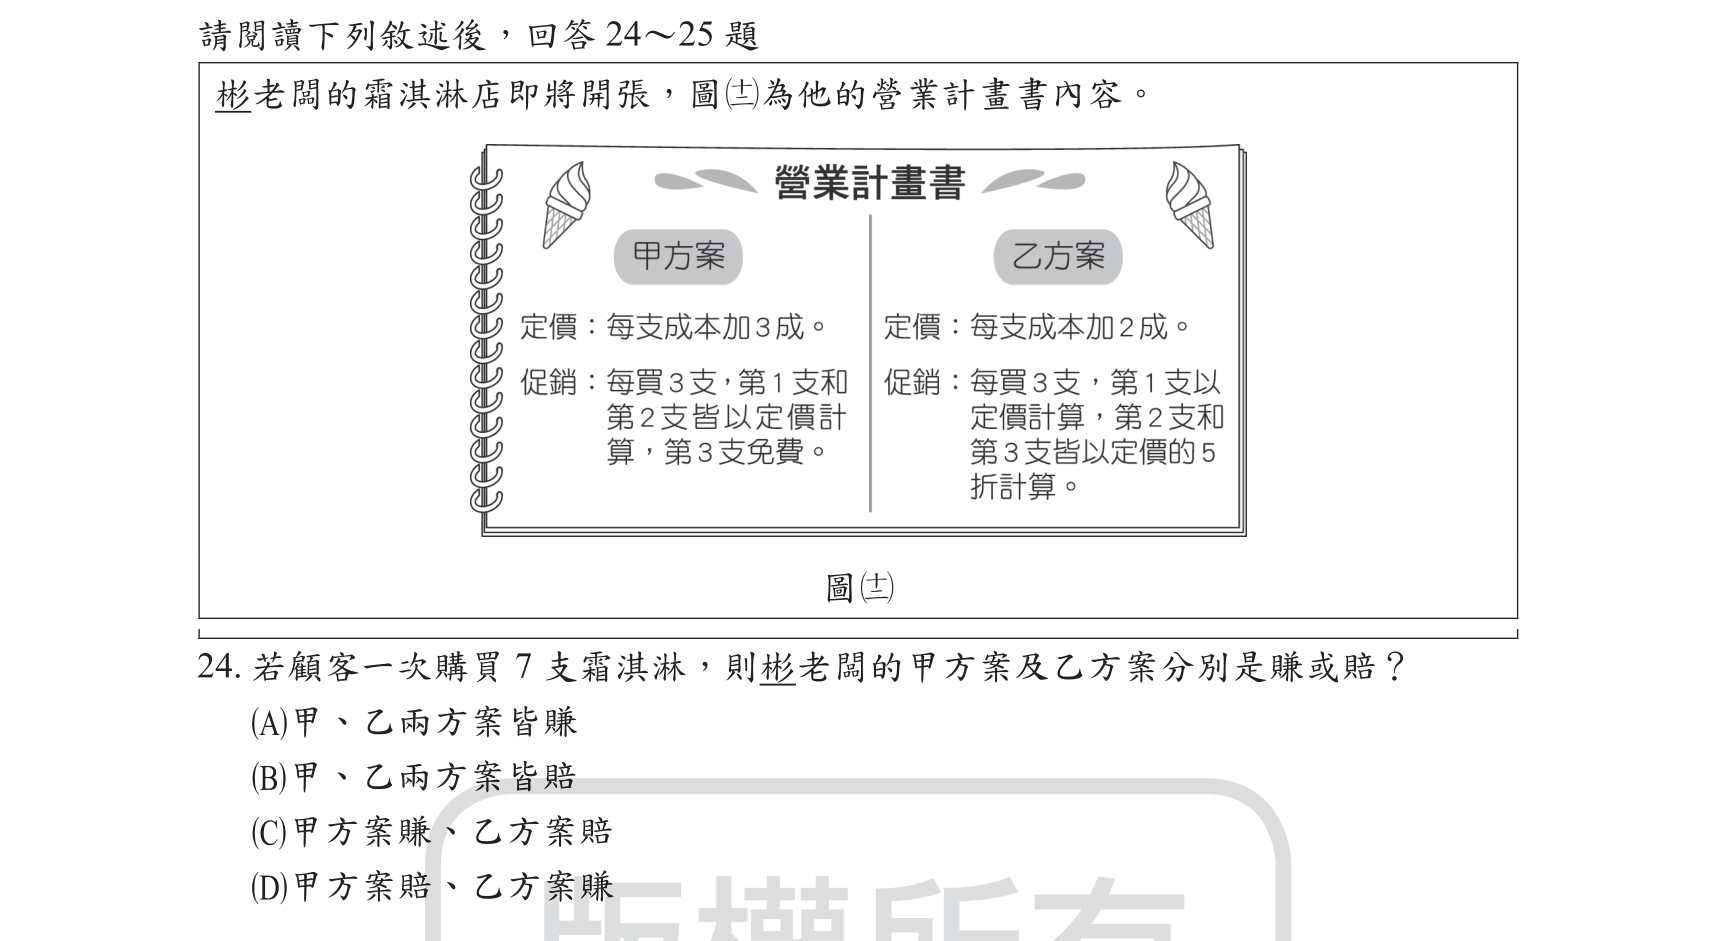 請閱讀下列敘述後，回答 24～25 題
彬老闆的霜淇淋店即將開張，圖㈩為他的營業計畫書內容。
營業計畫書
甲方案
定價：每支成本加3成。
促銷：每買3支，第1支和
第2支皆以定價計
算，第3支免費。
乙方案
定價：每支成本加2成。
促銷：每買3支，第1支以
定價計算，第2支和
第3支皆以定價的5
折計算。
圖(十二)
24. 若顧客一次購買 7 支霜淇淋，則彬老闆的甲方案及乙方案分別是賺或賠？
(A)甲、乙兩方案皆賺
(B)甲、乙兩方案皆賠
(C)甲方案賺、乙方案賠
(D)甲方案賠、乙方案賺
版權所有